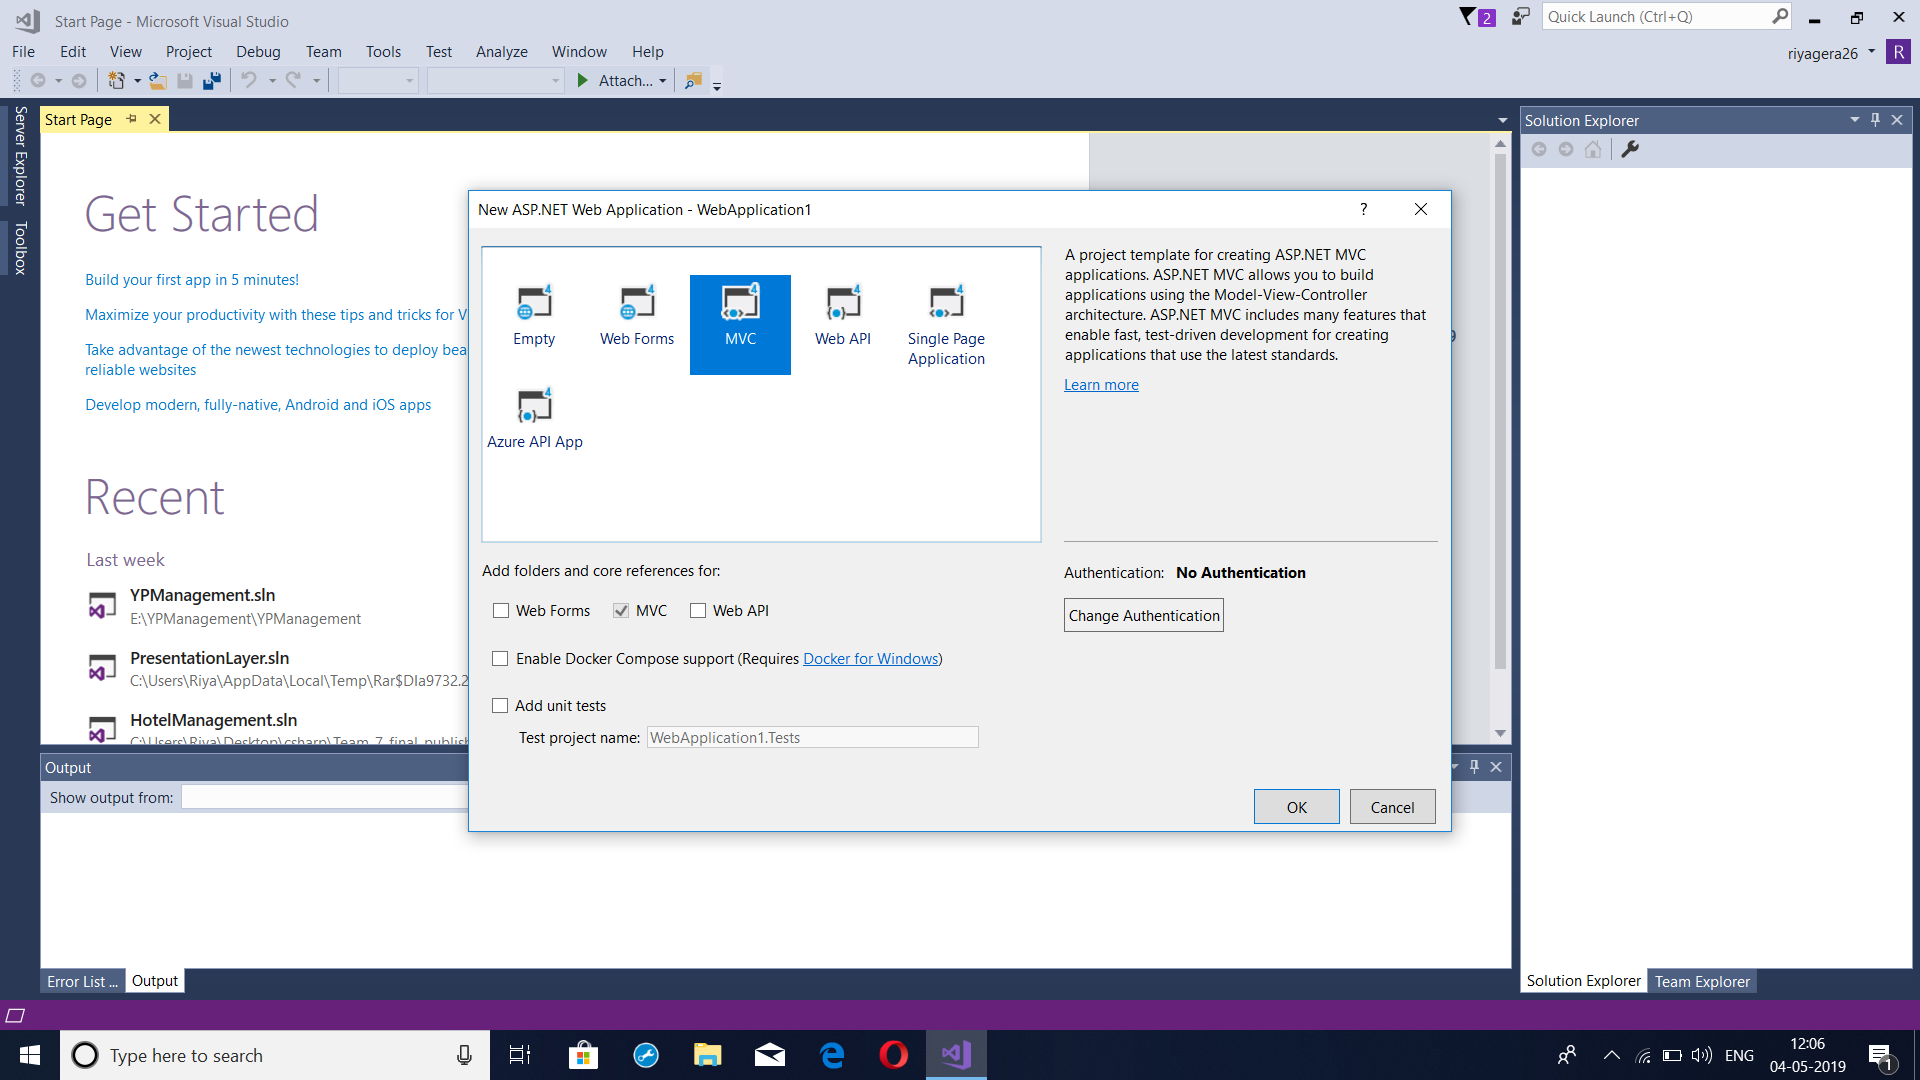 Start Page - Microsoft Visual Studio
2
Quick Launch (Ctrl+Q)
File Edit View Project Debug Team Tools Test Analyze Window Help
riyagera26
R
Attach...
Server Explorer
Toolbox
Start Page
Solution Explorer
Get Started
Build your first app in 5 minutes!
Maximize your productivity with these tips and tricks for V
Take advantage of the newest technologies to deploy bea
reliable websites
Develop modern, fully-native, Android and iOS apps
Recent
Last week
YPManagement.sln
E:\YPManagement\YPManagement
PresentationLayer.sln
C:\Users\Riya\AppData\Local\Temp\Rar$DIa9732.2
HotelManagement.sln
C:\Users\Riya\Desktop\csharp\Team_7_final_publish
New ASP.NET Web Application - WebApplication1
?
Empty
Web Forms
MVC
Web API
Single Page
Application
Azure API App
A project template for creating ASP.NET MVC
applications. ASP.NET MVC allows you to build
applications using the Model-View-Controller
architecture. ASP.NET MVC includes many features that
enable fast, test-driven development for creating
applications that use the latest standards.
Learn more
Add folders and core references for:
Web Forms MVC Web API
Enable Docker Compose support (Requires Docker for Windows)
Add unit tests
Test project name: WebApplication1.Tests
Authentication: No Authentication
Change Authentication
OK Cancel
Output
Show output from:
Error List ... Output
Solution Explorer Team Explorer
Type here to search
ENG
12:06
04-05-2019
1